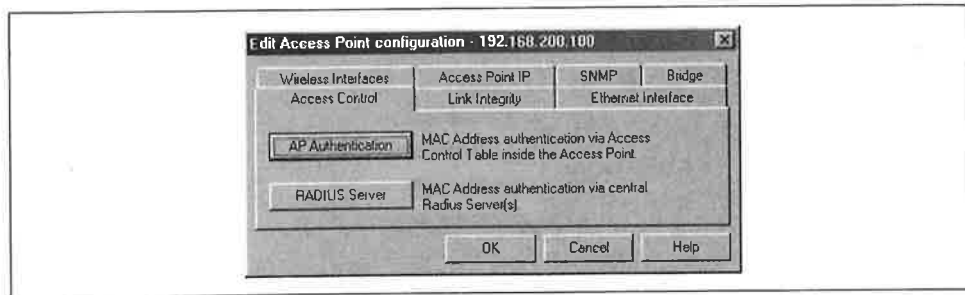 Edit Access Point configuration - 192.168.200.100
Wireless Interfaces Access Point IP SNMP Bridge
Access Control Link Integrity Ethernet Interface
AP Authentication MAC Address authentication via Access
Control Table inside the Access Point.
RADIUS Server MAC Address authentication via central
Radius Server(s)
OK Cancel Help